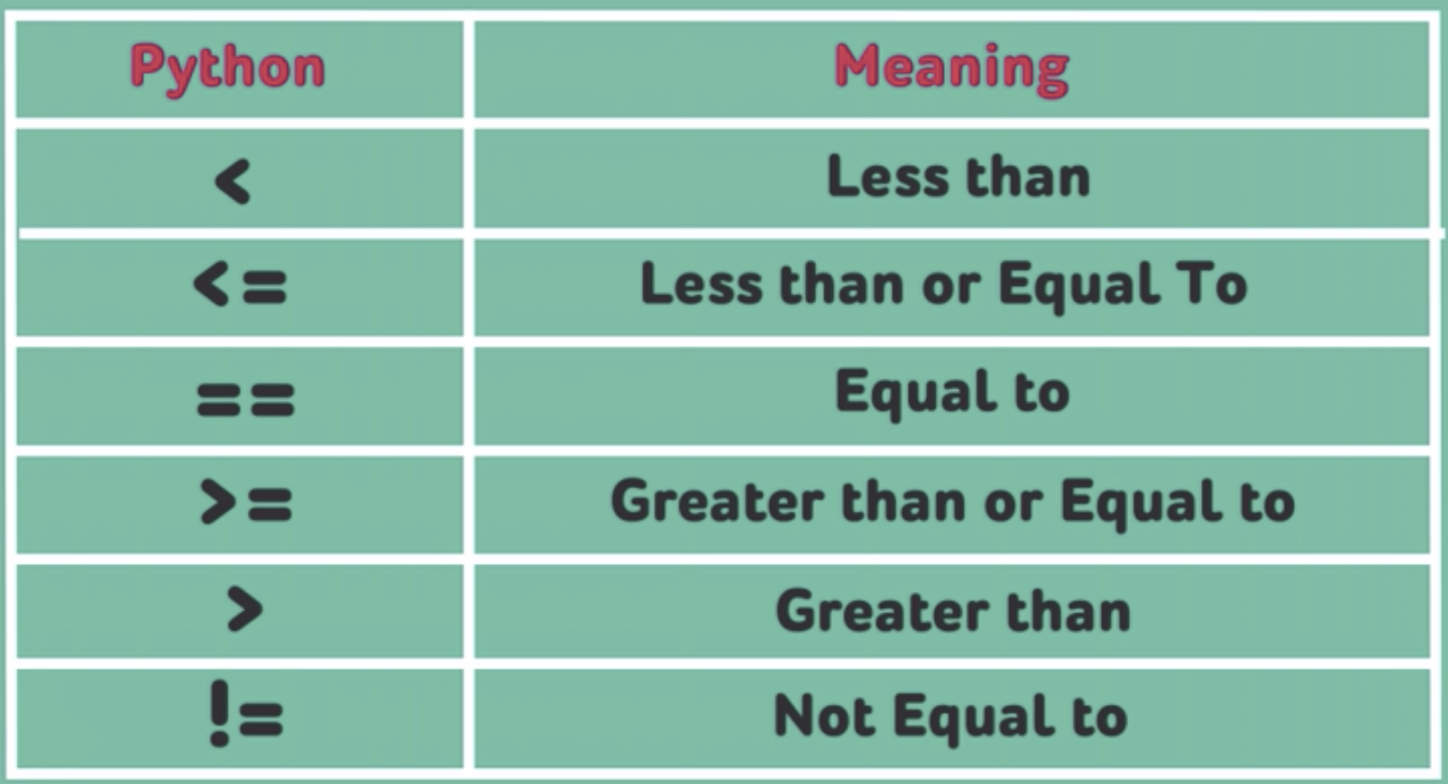 Python Meaning
< Less than
<= Less than or Equal To
== Equal to
>= Greater than or Equal to
> Greater than
!= Not Equal to